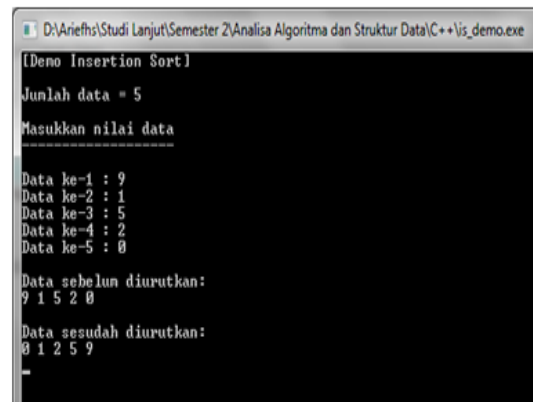 D:\Ariefhs\Studi Lanjut\Semester 2\Analisa Algoritma dan Struktur Data\C++\is_demo.exe
[Demo Insertion Sort]
Jumlah data = 5
Masukkan nilai data
-------------------
Data ke-1 : 9
Data ke-2 : 1
Data ke-3 : 5
Data ke-4 : 2
Data ke-5 : 0
Data sebelum diurutkan:
9 1 5 2 0
Data sesudah diurutkan:
0 1 2 5 9